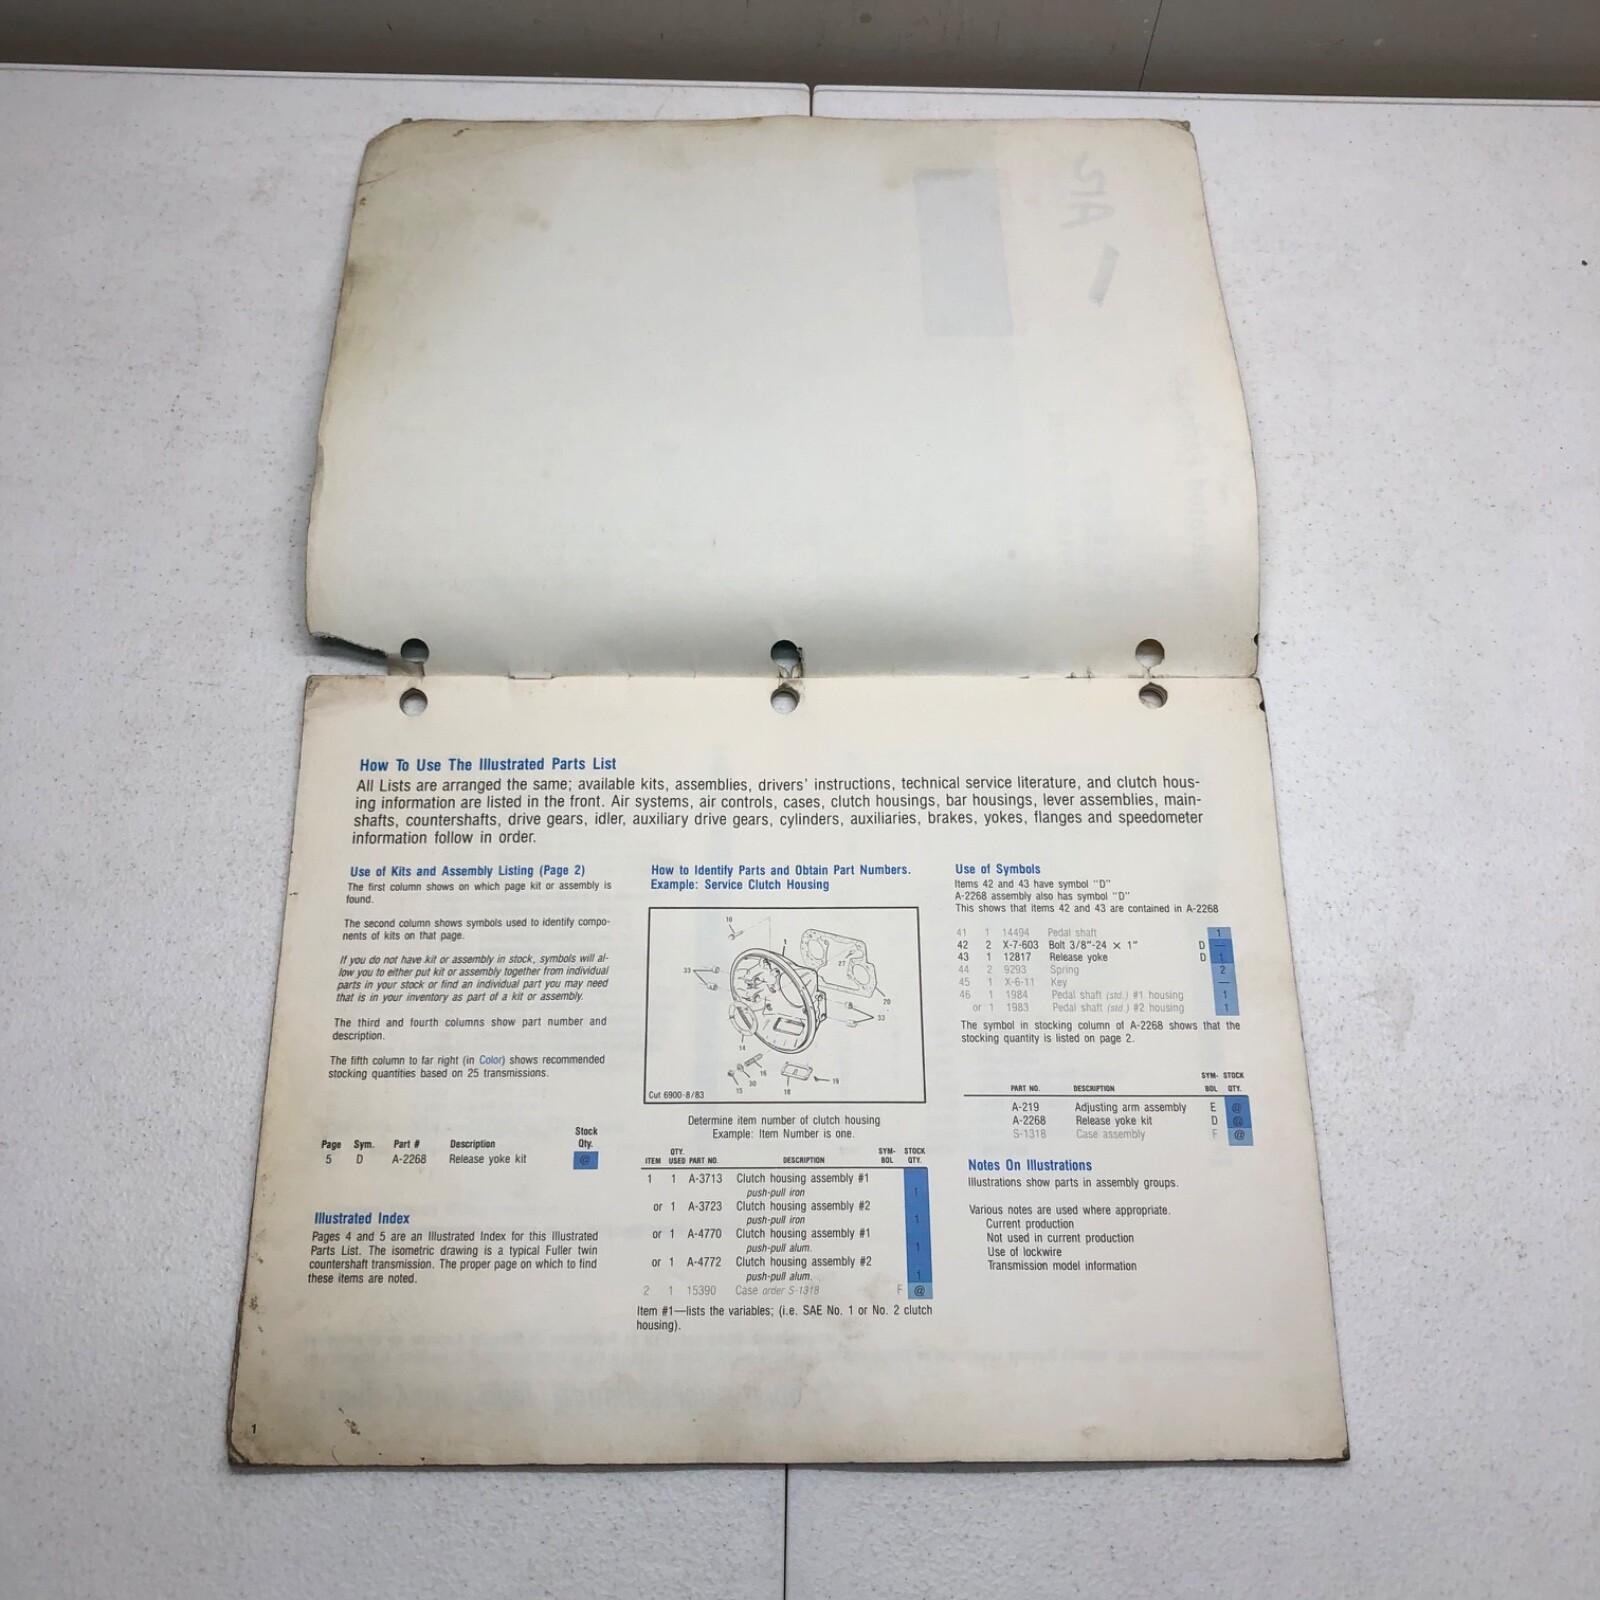 How To Use The Illustrated Parts List
All Lists are arranged the same; available kits, assemblies, drivers' instructions, technical service literature, and clutch hous-
ing information are listed in the front. Air systems, air controls, cases, clutch housings, bar housings, lever assemblies, main-
shafts, countershafts, drive gears, idler, auxiliary drive gears, cylinders, auxiliaries, brakes, yokes, flanges and speedometer
information follow in order.
Use of Kits and Assembly Listing (Page 2)
The first column shows on which page kit or assembly is
found.
The second column shows symbols used to identify compo-
nents of kits on that page.
If you do not have kit or assembly in stock, symbols will al-
low you to either put kit or assembly together from individual
parts in your stock or find an individual part you may need
that is in your inventory as part of a kit or assembly.
The third and fourth columns show part number and
description.
The fifth column to far right (in Color) shows recommended
stocking quantities based on 25 transmissions.
Stock
Page Sym. Part # Description Qty.
5 D A-2268 Release yoke kit @
Illustrated Index
Pages 4 and 5 are an Illustrated Index for this Illustrated
Parts List. The isometric drawing is a typical Fuller twin
countershaft transmission. The proper page on which to find
these items are noted.
1
How to Identify Parts and Obtain Part Numbers.
Example: Service Clutch Housing
16
1
33
27
20
33
14
16
30
15
18
19
Cut 6900-8/83
Determine item number of clutch housing
Example: Item Number is one.
QTY. SYM- STOCK
ITEM USED PART NO. DESCRIPTION BOL QTY.
1 1 A-3713 Clutch housing assembly #1
push-pull iron 1
or 1 A-3723 Clutch housing assembly #2
push-pull iron 1
or 1 A-4770 Clutch housing assembly #1
push-pull alum. 1
or 1 A-4772 Clutch housing assembly #2
push-pull alum. 1
2 1 15390 Case order S-1318 F @
Item #1—lists the variables; (i.e. SAE No. 1 or No. 2 clutch
housing).
Use of Symbols
Items 42 and 43 have symbol "D"
A-2268 assembly also has symbol "D"
This shows that items 42 and 43 are contained in A-2268
41 1 14494 Pedal shaft 1
42 2 X-7-603 Bolt 3/8"-24 × 1" D —
43 1 12817 Release yoke D 1
44 2 9293 Spring 2
45 1 X-6-11 Key —
46 1 1984 Pedal shaft (std.) #1 housing 1
or 1 1983 Pedal shaft (std.) #2 housing 1
The symbol in stocking column of A-2268 shows that the
stocking quantity is listed on page 2.
SYM- STOCK
PART NO. DESCRIPTION BOL QTY.
A-219 Adjusting arm assembly E @
A-2268 Release yoke kit D @
S-1318 Case assembly F @
Notes On Illustrations
Illustrations show parts in assembly groups.
Various notes are used where appropriate.
Current production
Not used in current production
Use of lockwire
Transmission model information